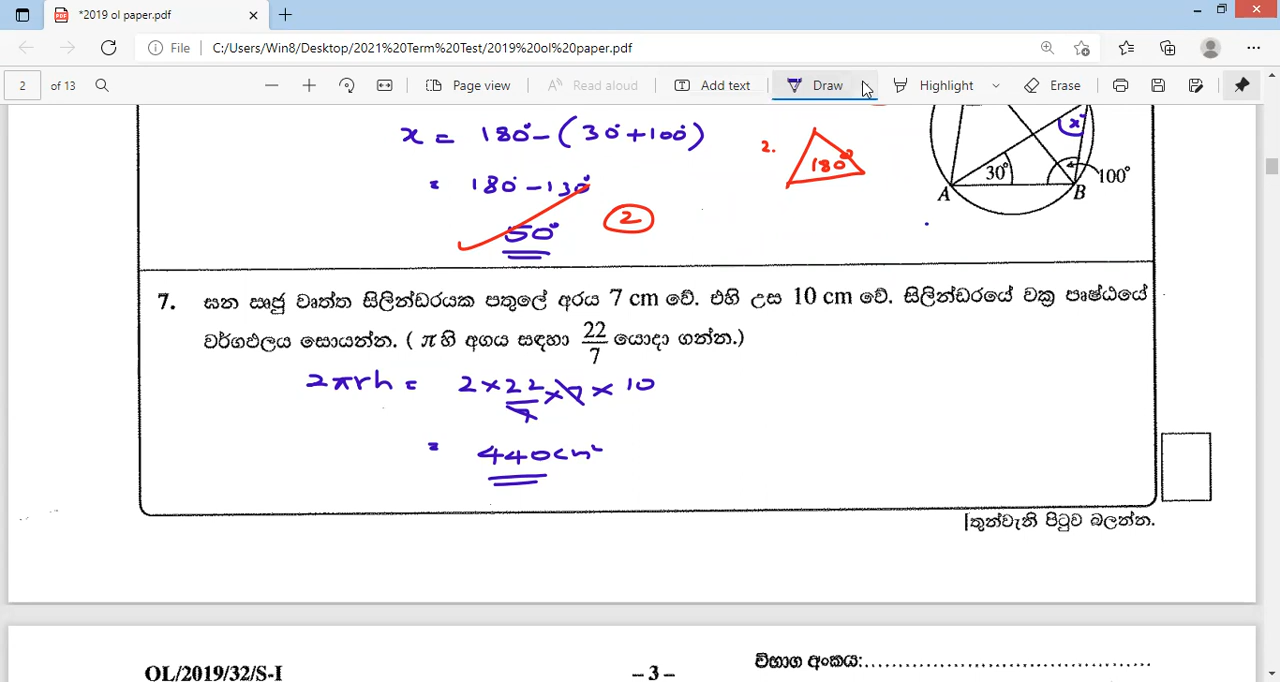 *2019 ol paper.pdf
File C:/Users/Win8/Desktop/2021%20Term%20Test/2019%20ol%20paper.pdf
2 of 13 Page view Read aloud Add text Draw Highlight Erase
x = 180° - (30° + 100°)
= 180° - 130°
50°
2
2. 180°
x°
30°
100°
A B
7. ඝන ඍජු වෘත්ත සිලින්ඩරයක පතුලේ අරය 7 cm වේ. එහි උස 10 cm වේ. සිලින්ඩරයේ වක්‍ර පෘෂ්ඨයේ
වර්ගඵලය සොයන්න. ( π හි අගය සඳහා 22/7 යොදා ගන්න.)
2πrh = 2 × 22/7 × 7 × 10
= 440cm²
[තුන්වැනි පිටුව බලන්න.
OL/2019/32/S-I
– 3 –
විභාග අංකය:.......................................